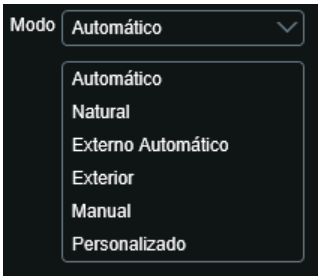 Modo Automático
Automático
Natural
Externo Automático
Exterior
Manual
Personalizado